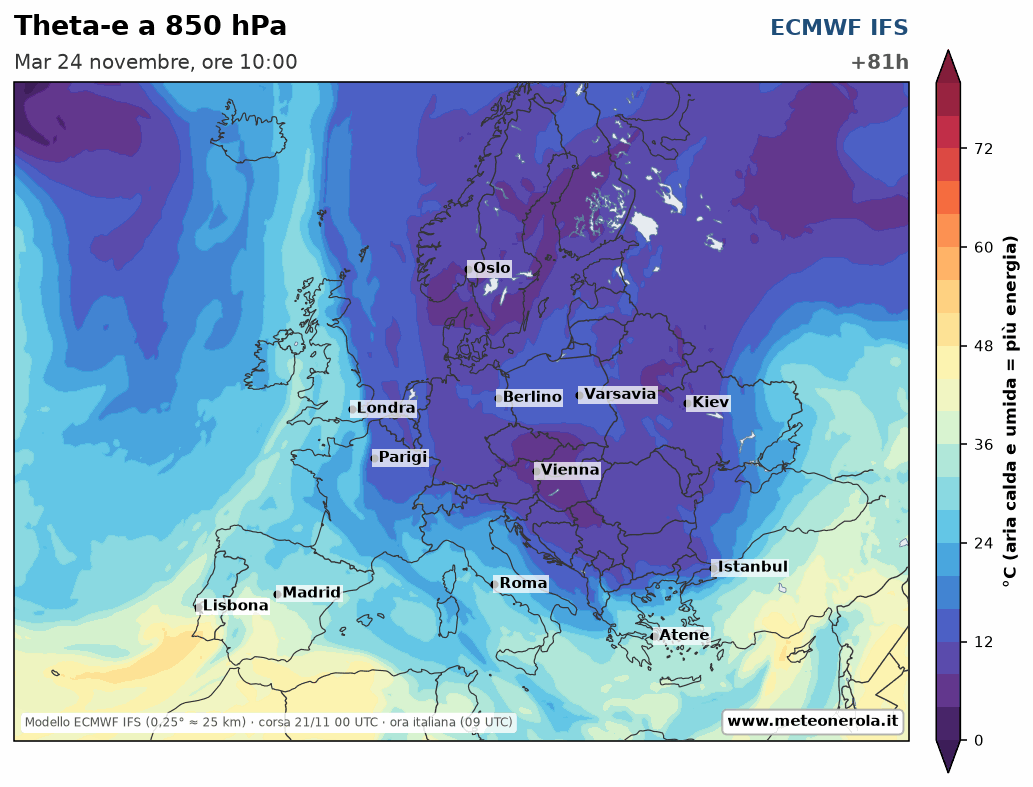 Theta-e a 850 hPa
ECMWF IFS
Mar 24 novembre, ore 10:00
+81h
Oslo
Berlino
Varsavia
Kiev
Londra
Parigi
Vienna
Istanbul
Roma
Madrid
Lisbona
Atene
Modello ECMWF IFS (0,25° ≈ 25 km) · corsa 21/11 00 UTC · ora italiana (09 UTC)
www.meteonerola.it
72
60
48
36
24
12
0
°C (aria calda e umida = più energia)